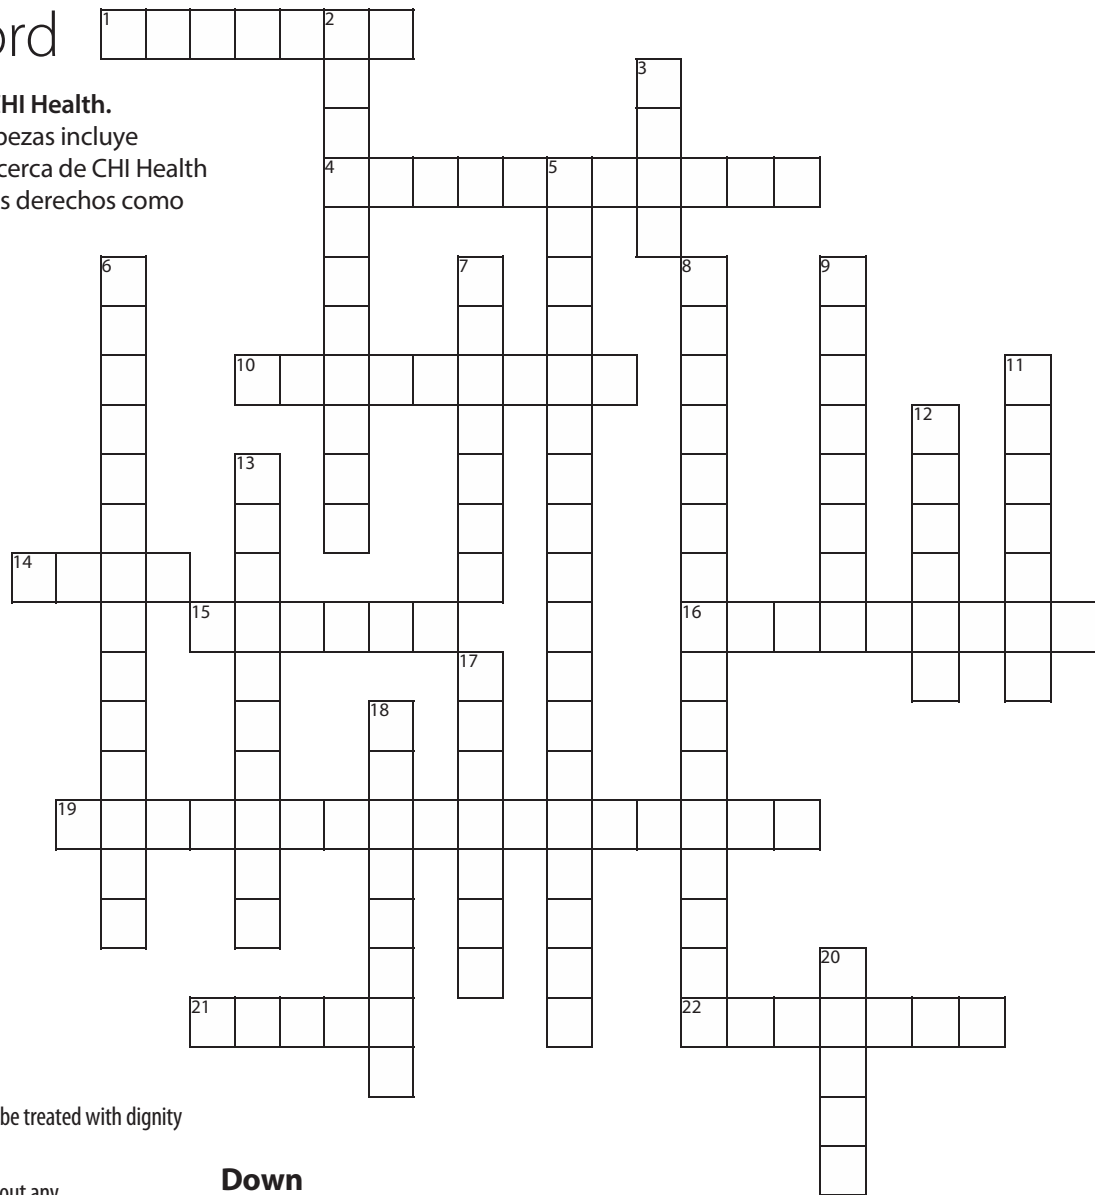 ord
CHI Health.
bezas incluye
cerca de CHI Health
s derechos como
1
2
3
4
5
6
7
8
9
10
11
12
13
14
15
16
17
18
19
20
21
22
be treated with dignity
out any
Down